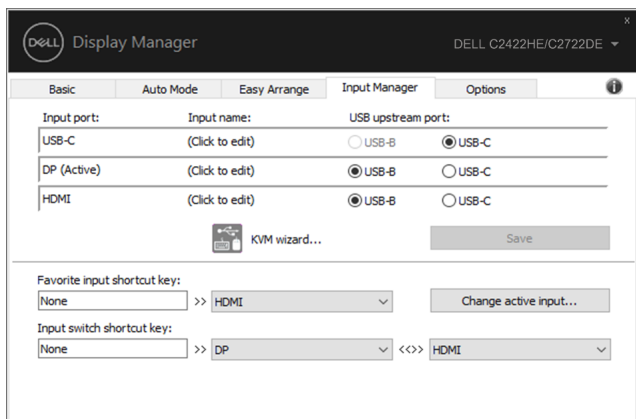 x
DELL Display Manager DELL C2422HE/C2722DE
Basic Auto Mode Easy Arrange Input Manager Options i
Input port: Input name: USB upstream port:
USB-C (Click to edit) USB-B USB-C
DP (Active) (Click to edit) USB-B USB-C
HDMI (Click to edit) USB-B USB-C
KVM wizard... Save
Favorite input shortcut key:
None >> HDMI Change active input...
Input switch shortcut key:
None >> DP <<>> HDMI